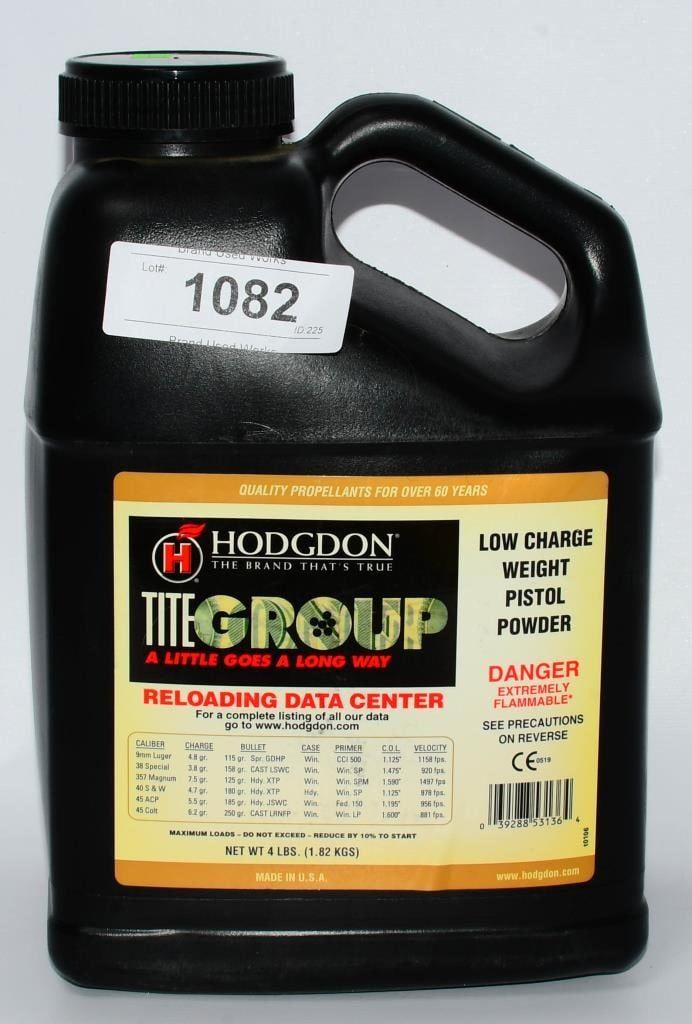 Brand Used Works
Lot#
1082
ID:225
Brand Used Works
QUALITY PROPELLANTS FOR OVER 60 YEARS
H HODGDON®
THE BRAND THAT'S TRUE
TITEGROUP
A LITTLE GOES A LONG WAY
LOW CHARGE
WEIGHT
PISTOL
POWDER
RELOADING DATA CENTER
For a complete listing of all our data
go to www.hodgdon.com
DANGER
EXTREMELY
FLAMMABLE*
SEE PRECAUTIONS
ON REVERSE
CE 0519
CALIBER CHARGE BULLET CASE PRIMER C.O.L. VELOCITY
9mm Luger 4.8 gr. 115 gr. Spr. GDHP Win. CCI 500 1.125" 1158 fps.
38 Special 3.8 gr. 158 gr. CAST LSWC Win. Win. SP 1.475" 920 fps.
357 Magnum 7.5 gr. 125 gr. Hdy. XTP Win. Win. SPM 1.590" 1497 fps
40 S & W 4.7 gr. 180 gr. Hdy. XTP Hdy. Win. SP 1.125" 978 fps.
45 ACP 5.5 gr. 185 gr. Hdy. JSWC Win. Fed. 150 1.195" 956 fps.
45 Colt 6.2 gr. 250 gr. CAST LRNFP Win. Win. LP 1.600" 881 fps.
MAXIMUM LOADS – DO NOT EXCEED – REDUCE BY 10% TO START
NET WT 4 LBS. (1.82 KGS)
0 39288 53136 4
10106
MADE IN U.S.A.
www.hodgdon.com